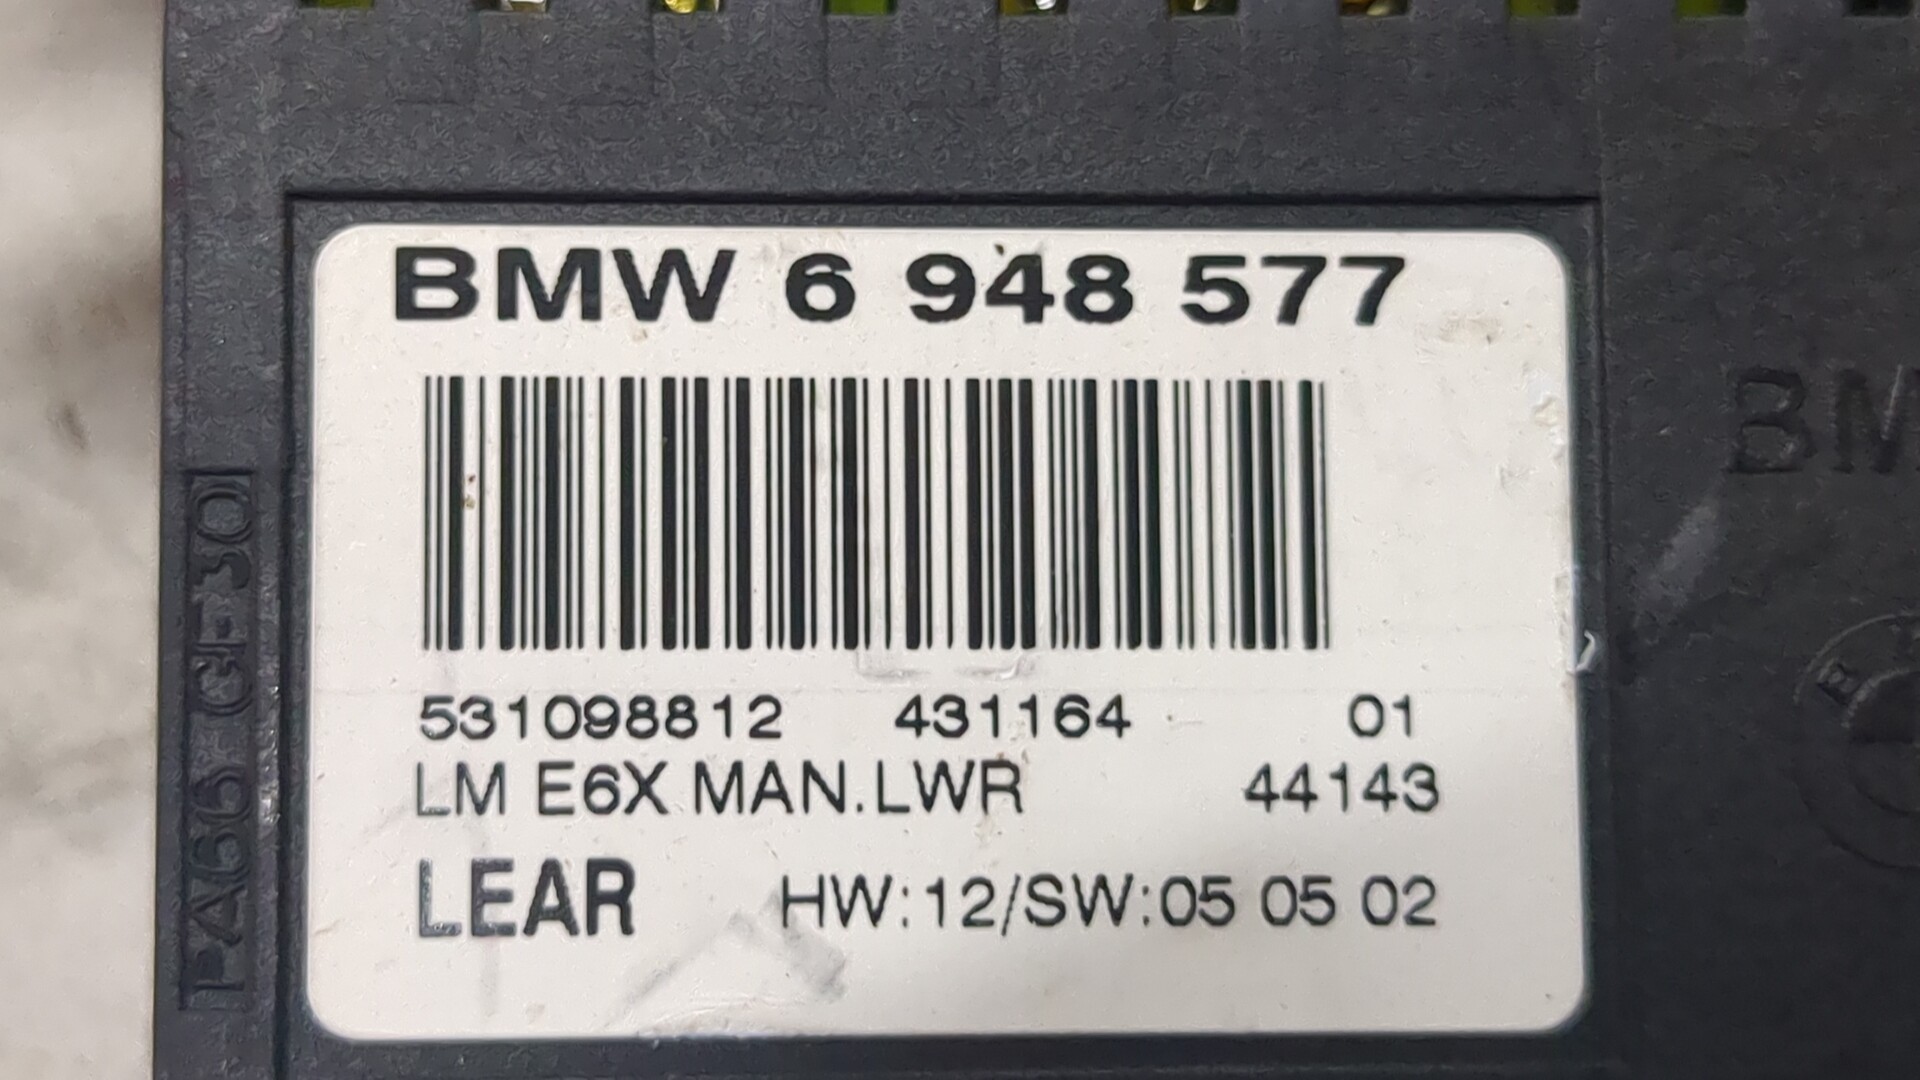 BMW 6 948 577
531098812 431164 01
LM E6X MAN.LWR 44143
LEAR HW:12/SW:05 05 02
PA66 GF30
BM